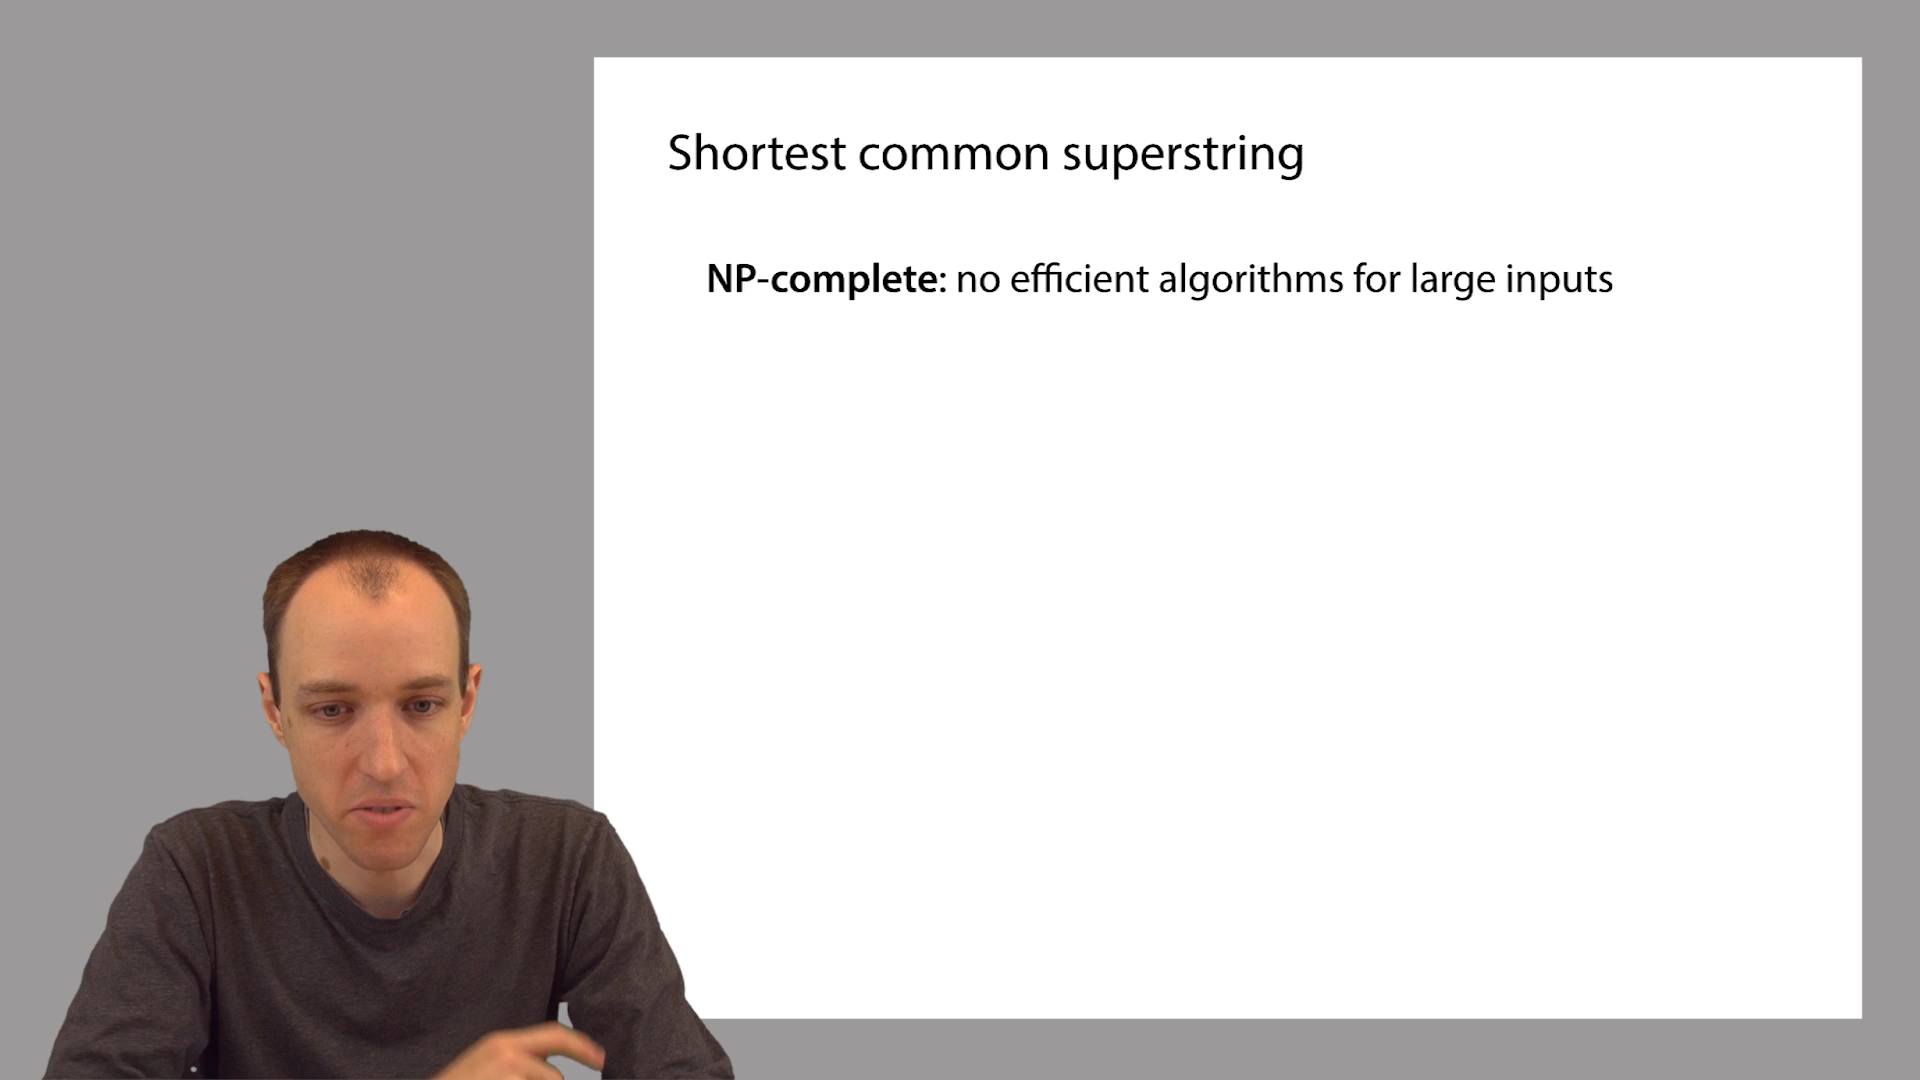 Shortest common superstring
NP-complete: no efficient algorithms for large inputs